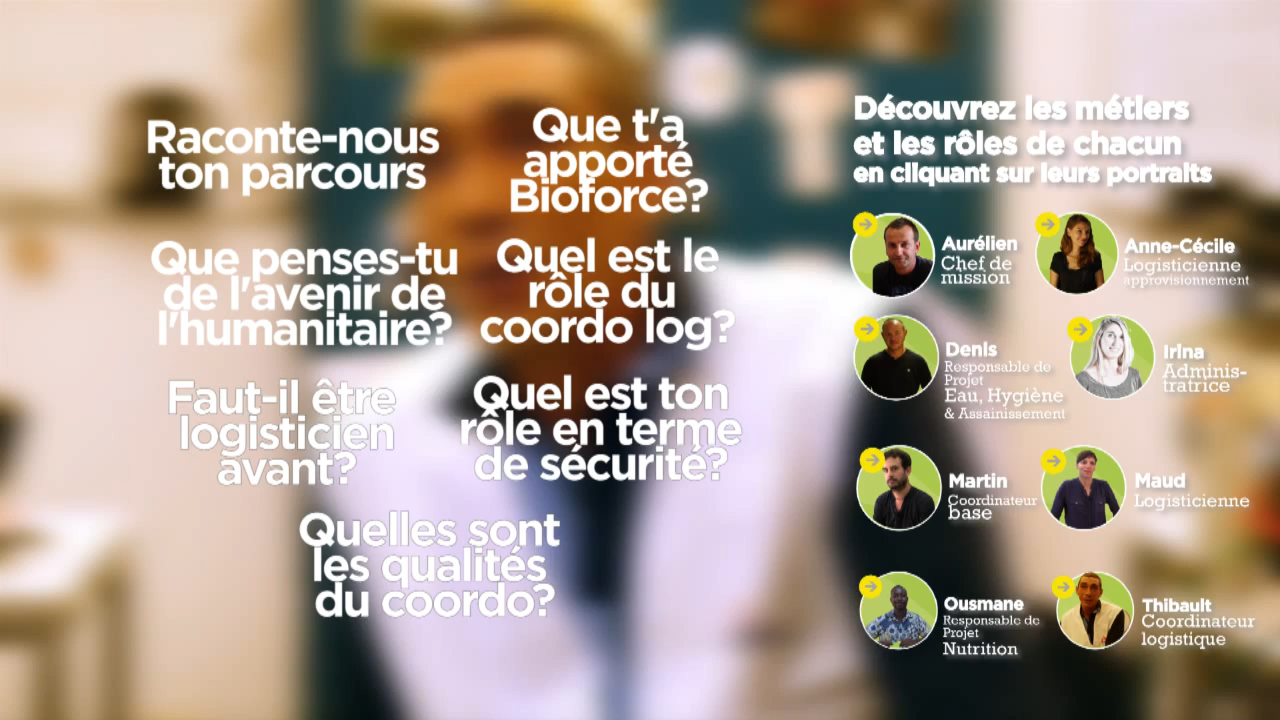 Raconte-nous
ton parcours
Que t'a
apporté
Bioforce?
Que penses-tu
de l'avenir de
l'humanitaire?
Quel est le
rôle du
coordo log?
Faut-il être
logisticien
avant?
Quel est ton
rôle en terme
de sécurité?
Quelles sont
les qualités
du coordo?
Découvrez les métiers
et les rôles de chacun
en cliquant sur leurs portraits
Aurélien
Chef de
mission
Anne-Cécile
Logisticienne
approvisionnement
Denis
Responsable de
Projet
Eau, Hygiène
& Assainissement
Irina
Adminis-
tratrice
Martin
Coordinateur
base
Maud
Logisticienne
Ousmane
Responsable de
Projet
Nutrition
Thibault
Coordinateur
logistique